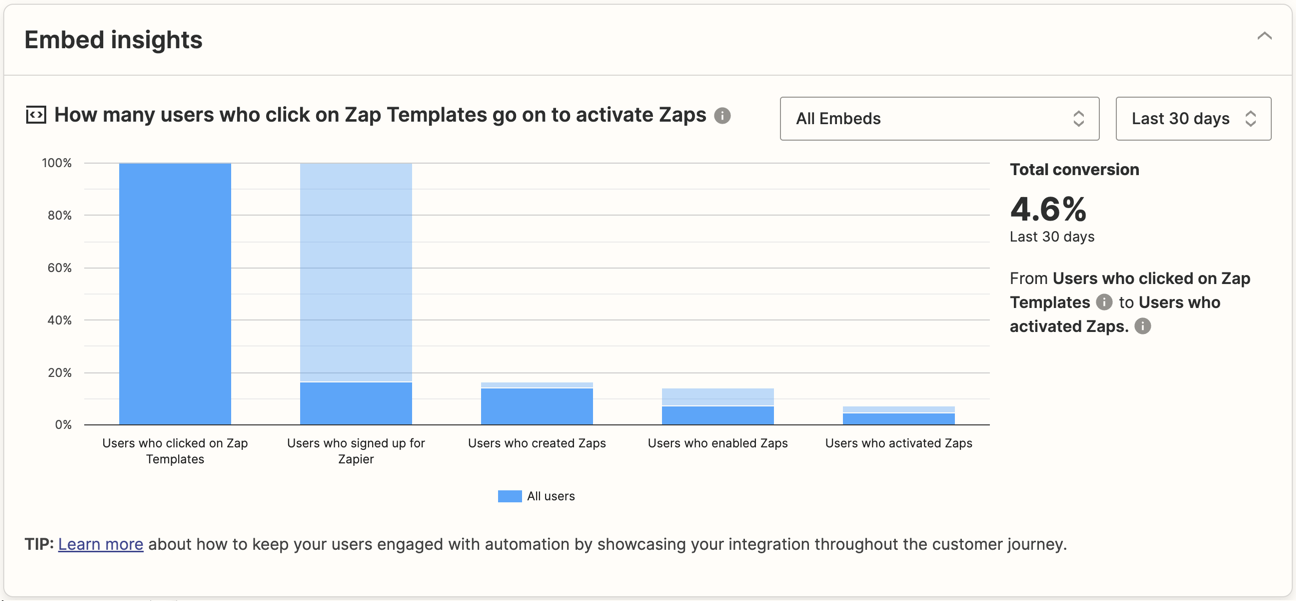 Embed insights
How many users who click on Zap Templates go on to activate Zaps
All Embeds
Last 30 days
100%
80%
60%
40%
20%
0%
Users who clicked on Zap
Templates
Users who signed up for
Zapier
Users who created Zaps
Users who enabled Zaps
Users who activated Zaps
All users
Total conversion
4.6%
Last 30 days
From Users who clicked on Zap
Templates to Users who
activated Zaps.
TIP: Learn more about how to keep your users engaged with automation by showcasing your integration throughout the customer journey.